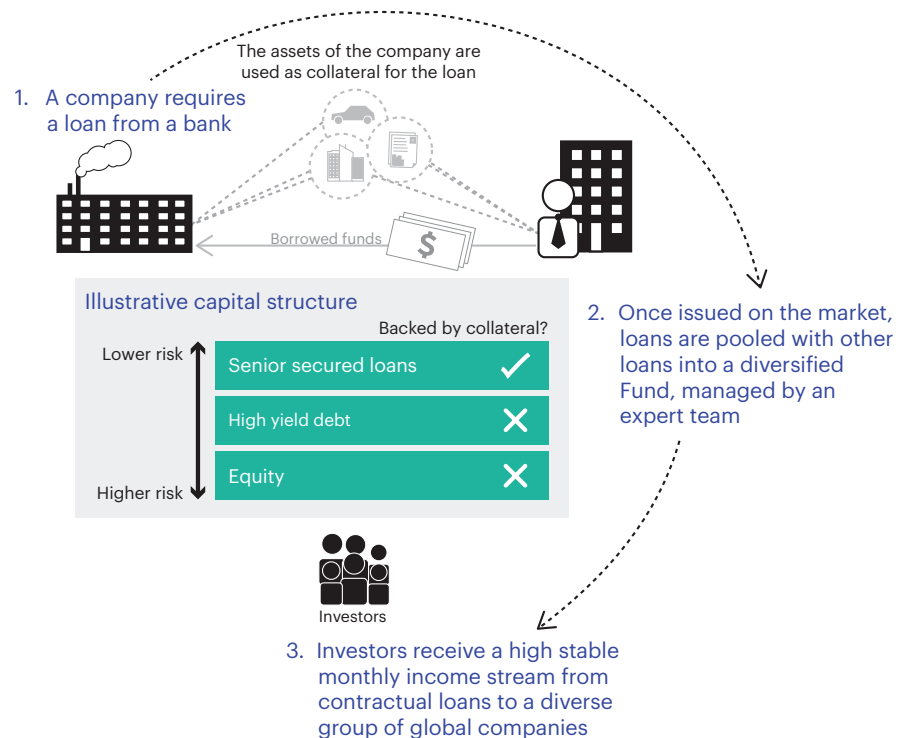 The assets of the company are
used as collateral for the loan
1. A company requires
a loan from a bank
Borrowed funds
$
Illustrative capital structure
Backed by collateral?
Lower risk
Senior secured loans
High yield debt
Equity
Higher risk
2. Once issued on the market,
loans are pooled with other
loans into a diversified
Fund, managed by an
expert team
Investors
3. Investors receive a high stable
monthly income stream from
contractual loans to a diverse
group of global companies